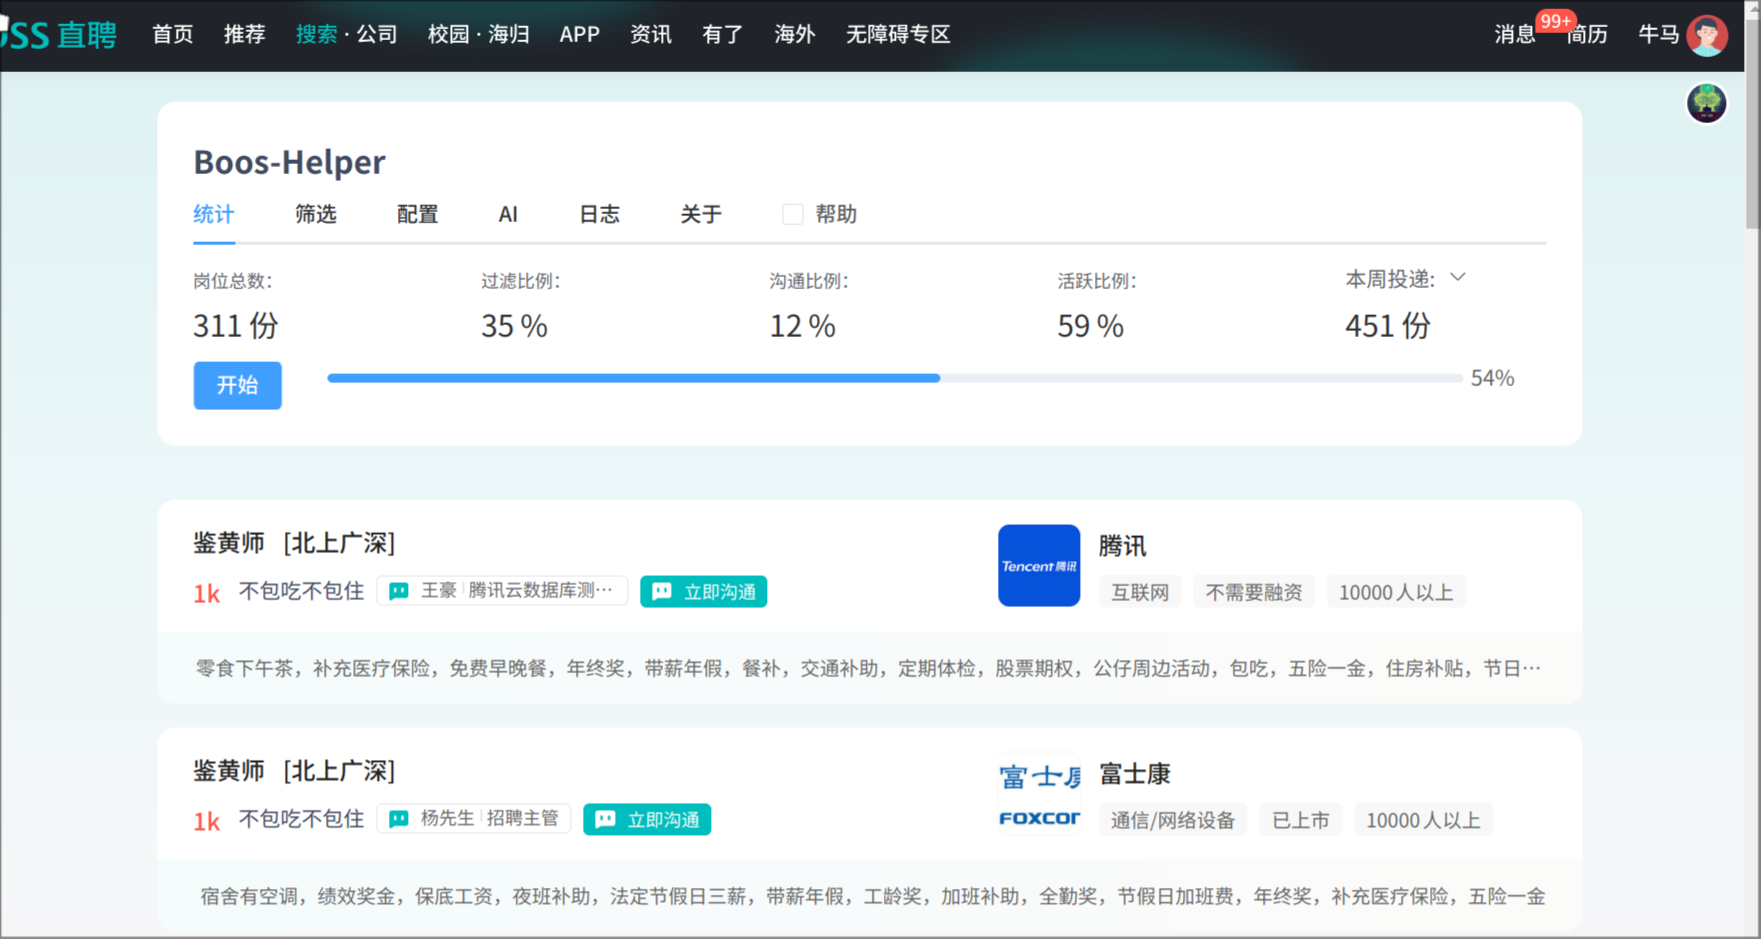 OSS 直聘 首页 推荐 搜索 · 公司 校园 · 海归 APP 资讯 有了 海外 无障碍专区 消息 99+ 简历 牛马
Boos-Helper
统计 筛选 配置 AI 日志 关于 帮助
岗位总数: 过滤比例: 沟通比例: 活跃比例: 本周投递:
311 份 35 % 12 % 59 % 451 份
开始 54%
鉴黄师 [北上广深]
1k 不包吃不包住 王豪 腾讯云数据库测… 立即沟通
Tencent 腾讯
腾讯
互联网 不需要融资 10000人以上
零食下午茶，补充医疗保险，免费早晚餐，年终奖，带薪年假，餐补，交通补助，定期体检，股票期权，公仔周边活动，包吃，五险一金，住房补贴，节日…
鉴黄师 [北上广深]
1k 不包吃不包住 杨先生 招聘主管 立即沟通
富士康
FOXCON
富士康
通信/网络设备 已上市 10000人以上
宿舍有空调，绩效奖金，保底工资，夜班补助，法定节假日三薪，带薪年假，工龄奖，加班补助，全勤奖，节假日加班费，年终奖，补充医疗保险，五险一金